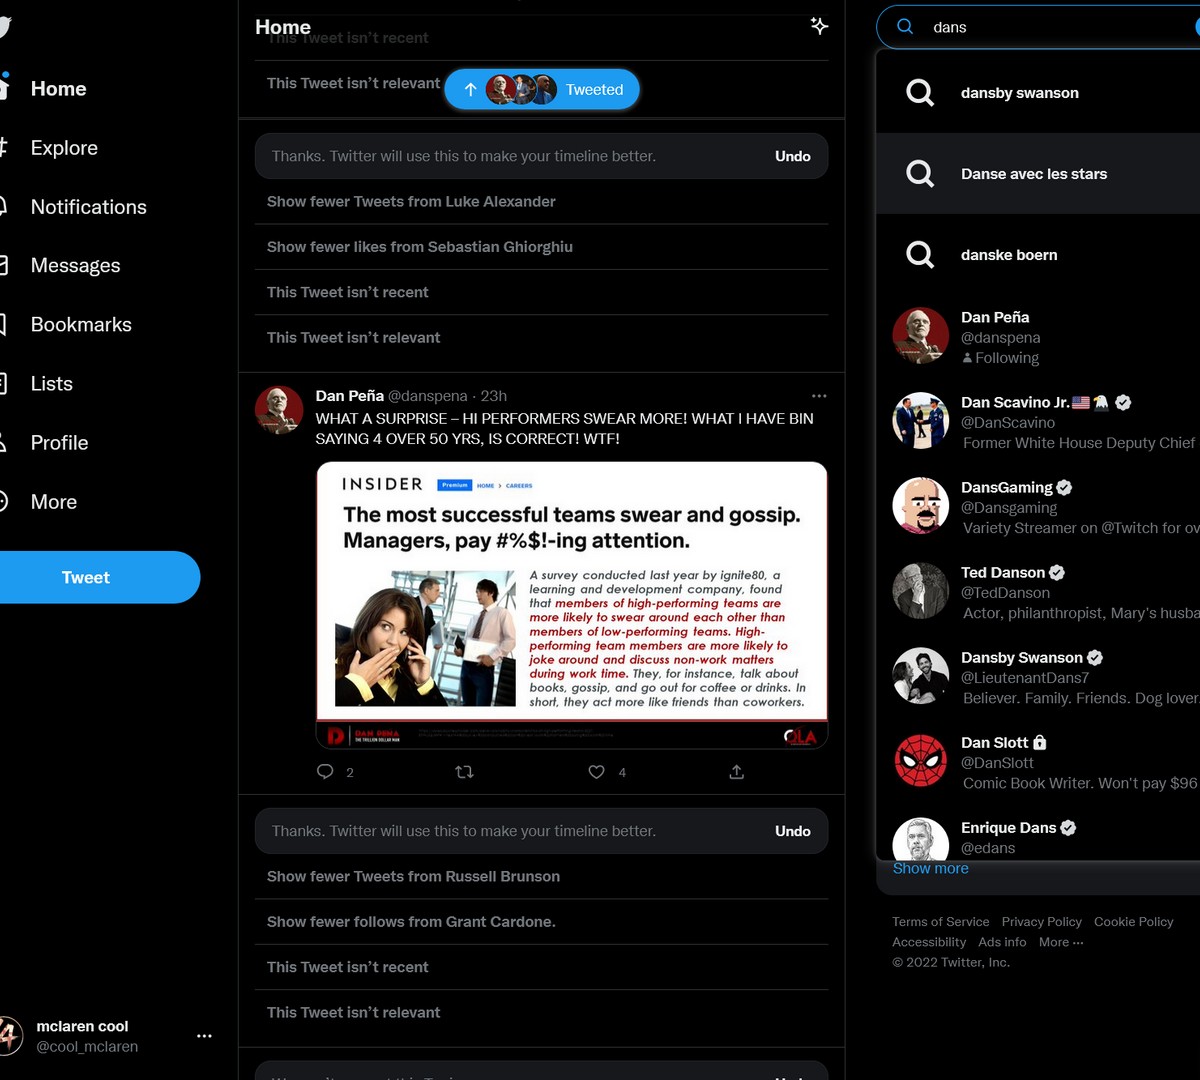 Home
Explore
Notifications
Messages
Bookmarks
Lists
Profile
More
Tweet
mclaren cool
@cool_mclaren
Home
This Tweet isn’t recent
This Tweet isn’t relevant
Tweeted
Thanks. Twitter will use this to make your timeline better. Undo
Show fewer Tweets from Luke Alexander
Show fewer likes from Sebastian Ghiorghiu
This Tweet isn’t recent
This Tweet isn’t relevant
Dan Peña @danspena · 23h
WHAT A SURPRISE – HI PERFORMERS SWEAR MORE! WHAT I HAVE BIN
SAYING 4 OVER 50 YRS, IS CORRECT! WTF!
INSIDER Premium HOME > CAREERS
The most successful teams swear and gossip.
Managers, pay #%$!-ing attention.
A survey conducted last year by ignite80, a
learning and development company, found
that members of high-performing teams are
more likely to swear around each other than
members of low-performing teams. High-
performing team members are more likely to
joke around and discuss non-work matters
during work time. They, for instance, talk about
books, gossip, and go out for coffee or drinks. In
short, they act more like friends than coworkers.
DAN PENA
THE TRILLION DOLLAR MAN
QLA
2 4
Thanks. Twitter will use this to make your timeline better. Undo
Show fewer Tweets from Russell Brunson
Show fewer follows from Grant Cardone.
This Tweet isn’t recent
This Tweet isn’t relevant
dans
dansby swanson
Danse avec les stars
danske boern
Dan Peña
@danspena
Following
Dan Scavino Jr.🇺🇸🦅
@DanScavino
Former White House Deputy Chief
DansGaming
@Dansgaming
Variety Streamer on @Twitch for ov
Ted Danson
@TedDanson
Actor, philanthropist, Mary's husba
Dansby Swanson
@LieutenantDans7
Believer. Family. Friends. Dog lover.
Dan Slott
@DanSlott
Comic Book Writer. Won't pay $96
Enrique Dans
@edans
Show more
Terms of Service Privacy Policy Cookie Policy
Accessibility Ads info More ···
© 2022 Twitter, Inc.